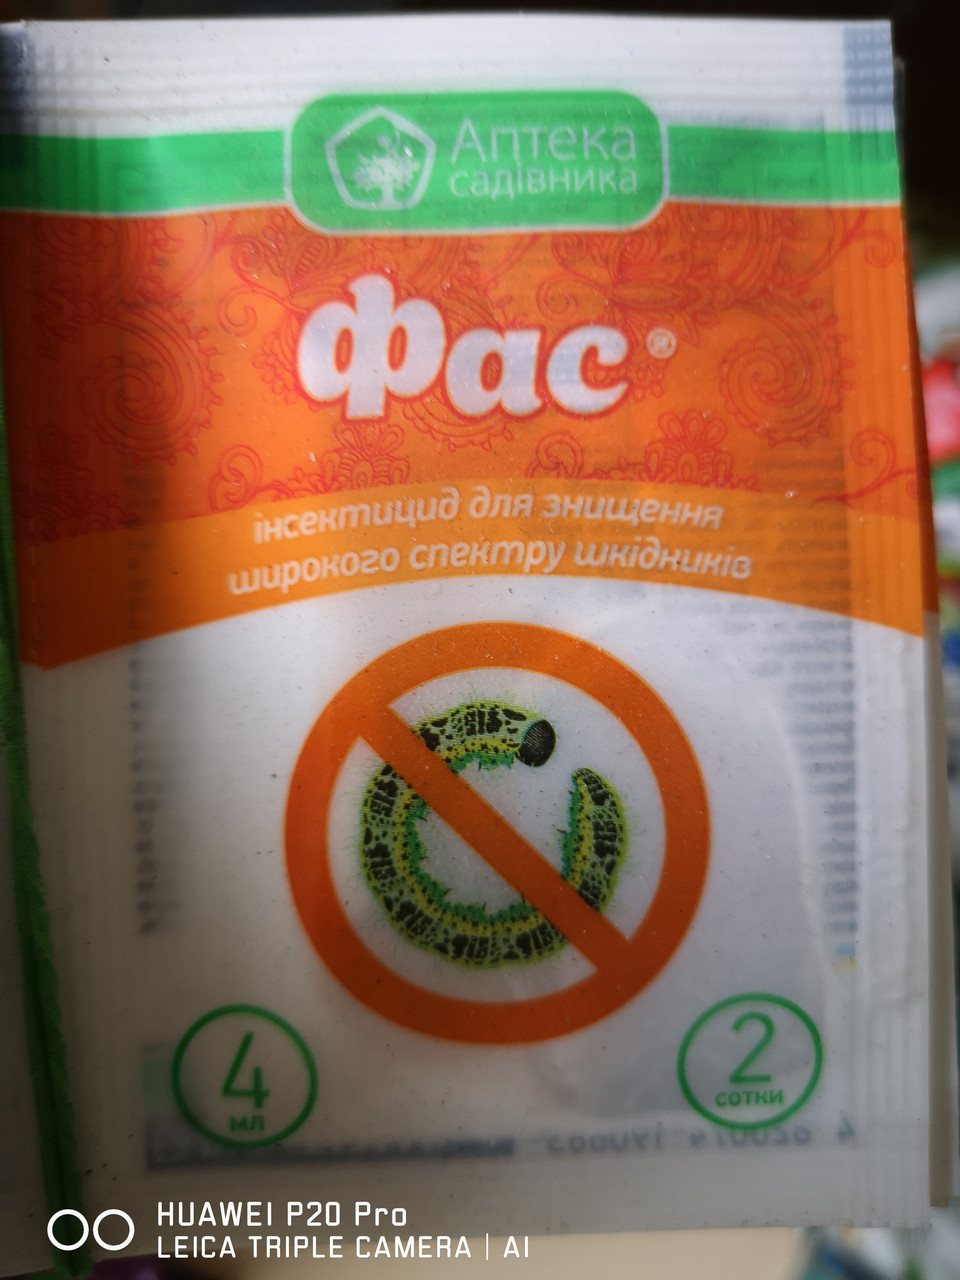 Аптека
садівника
Фас®
інсектицид для знищення
широкого спектру шкідників
4
мл
2
сотки
HUAWEI P20 Pro
LEICA TRIPLE CAMERA | AI